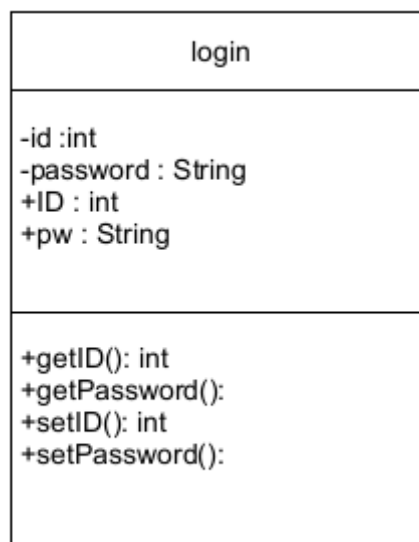 login
-id :int
-password : String
+ID : int
+pw : String
+getID(): int
+getPassword():
+setID(): int
+setPassword():